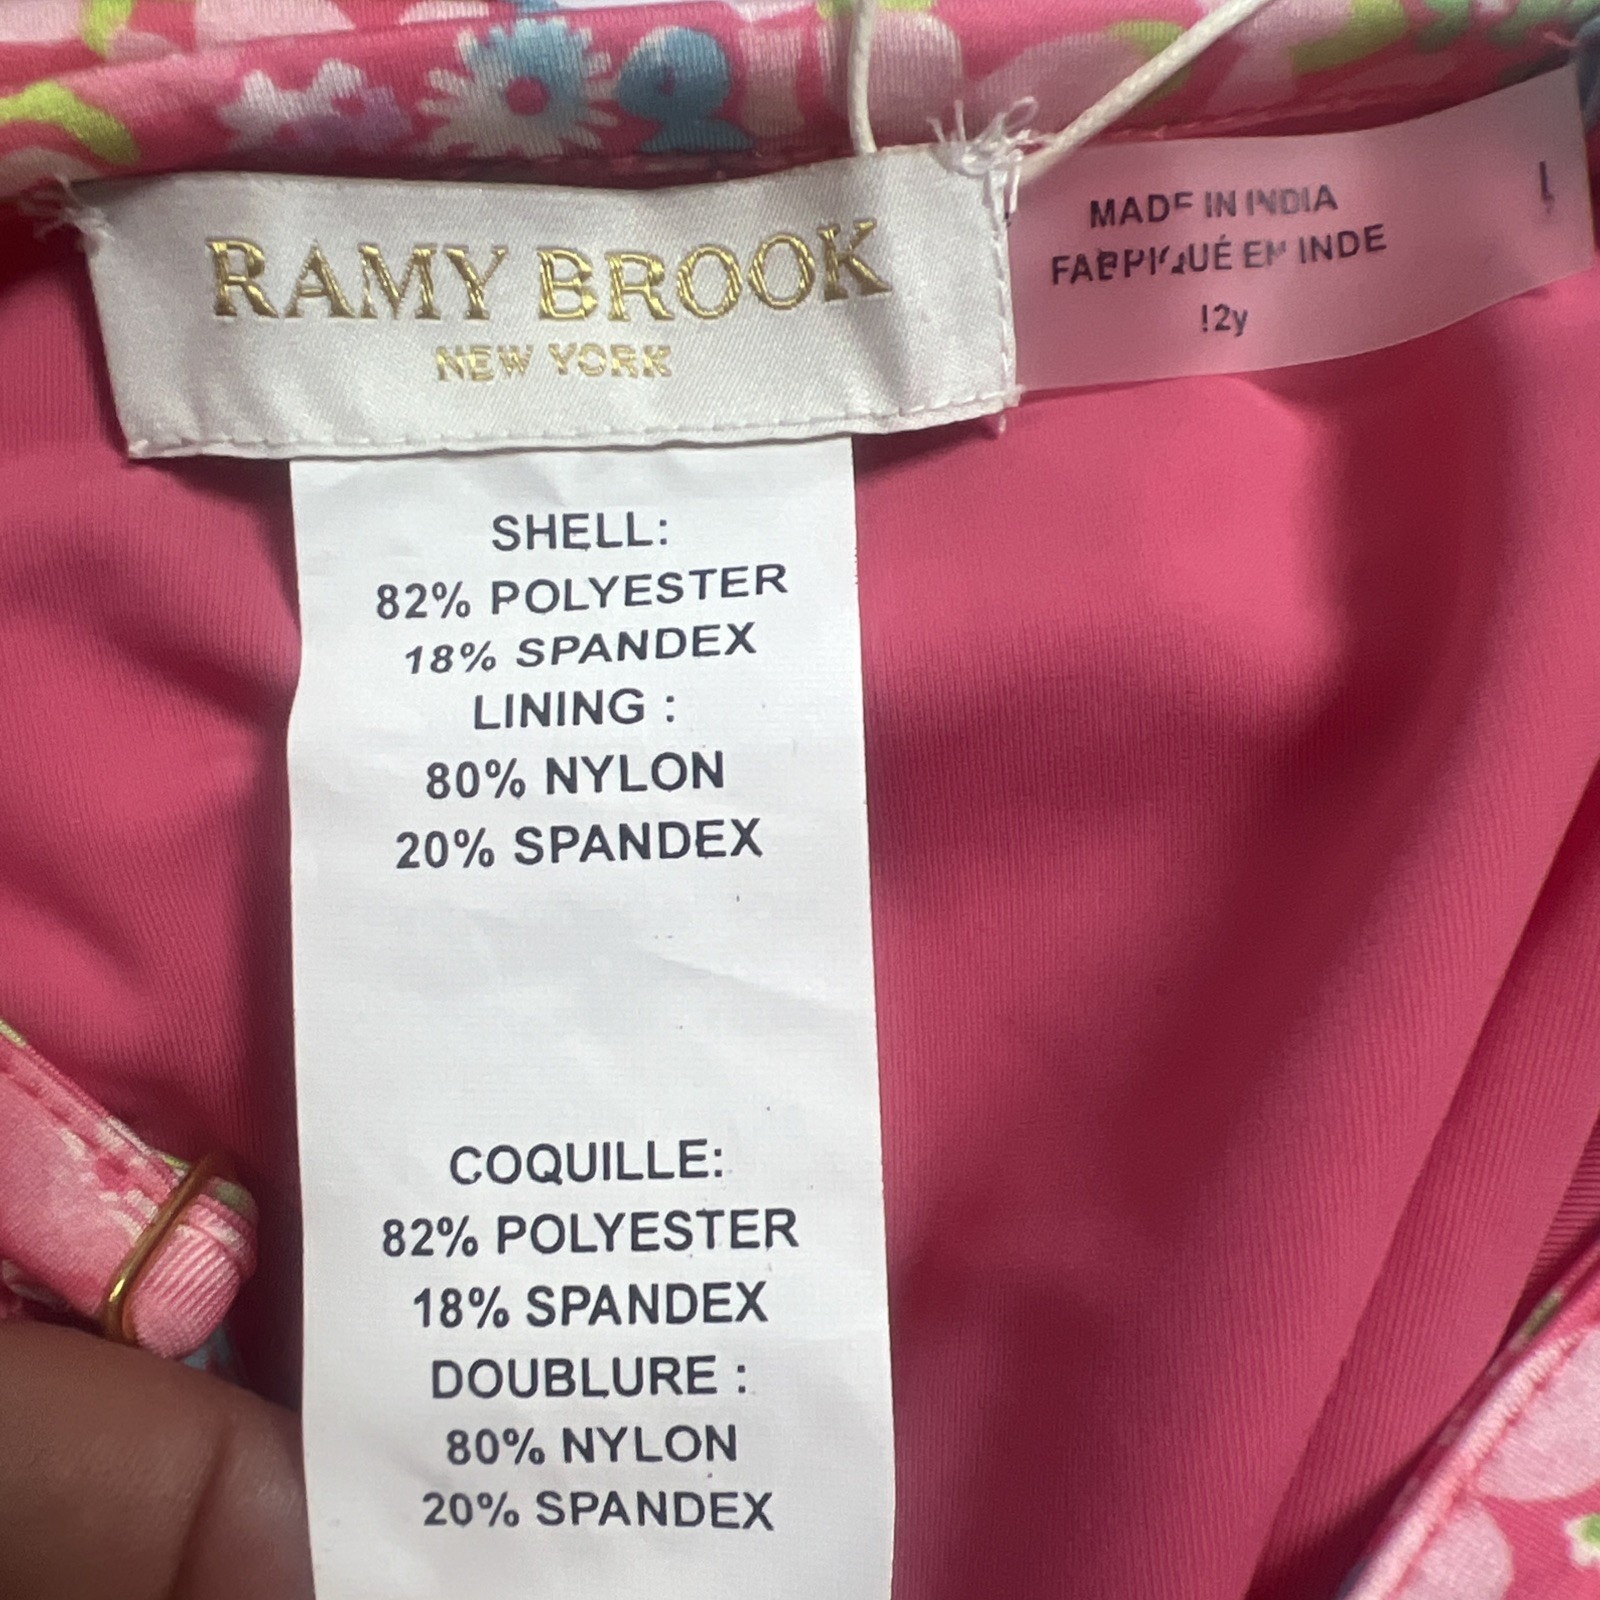 RAMY BROOK
NEW YORK
MADE IN INDIA
FABRIQUÉ EN INDE
12y
SHELL:
82% POLYESTER
18% SPANDEX
LINING :
80% NYLON
20% SPANDEX
COQUILLE:
82% POLYESTER
18% SPANDEX
DOUBLURE :
80% NYLON
20% SPANDEX